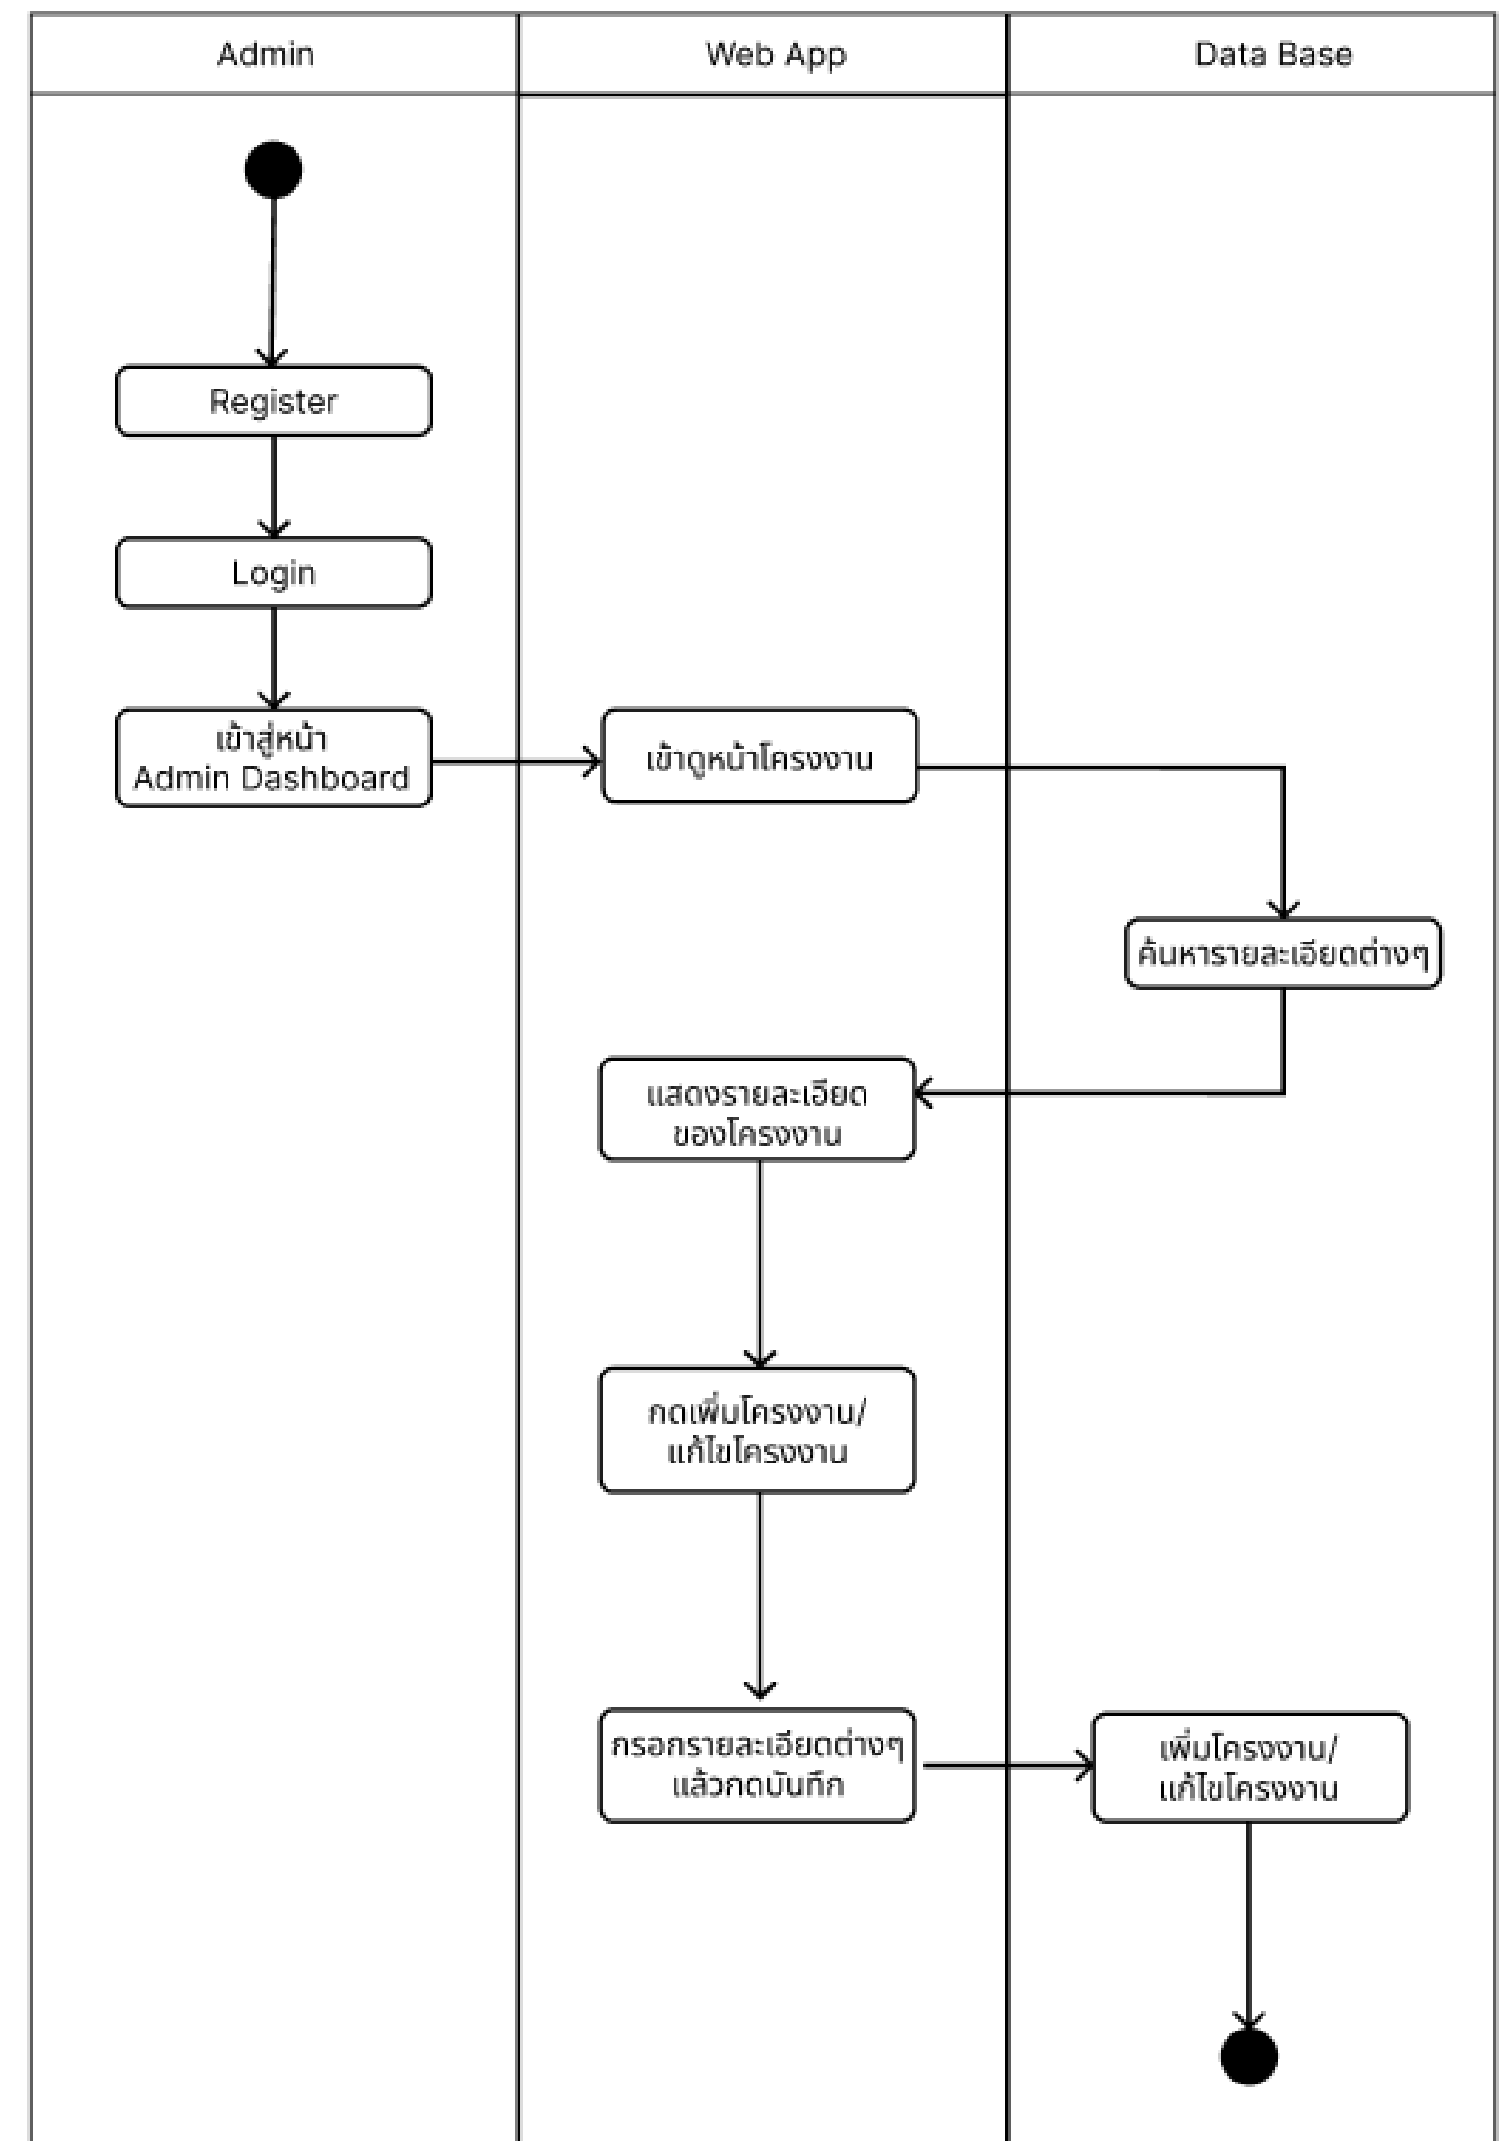 Admin
Web App
Data Base
Register
Login
เข้าสู่หน้า
Admin Dashboard
เข้าดูหน้าโครงงาน
ค้นหารายละเอียดต่างๆ
แสดงรายละเอียด
ของโครงงาน
กดเพิ่มโครงงาน/
แก้ไขโครงงาน
กรอกรายละเอียดต่างๆ
แล้วกดบันทึก
เพิ่มโครงงาน/
แก้ไขโครงงาน